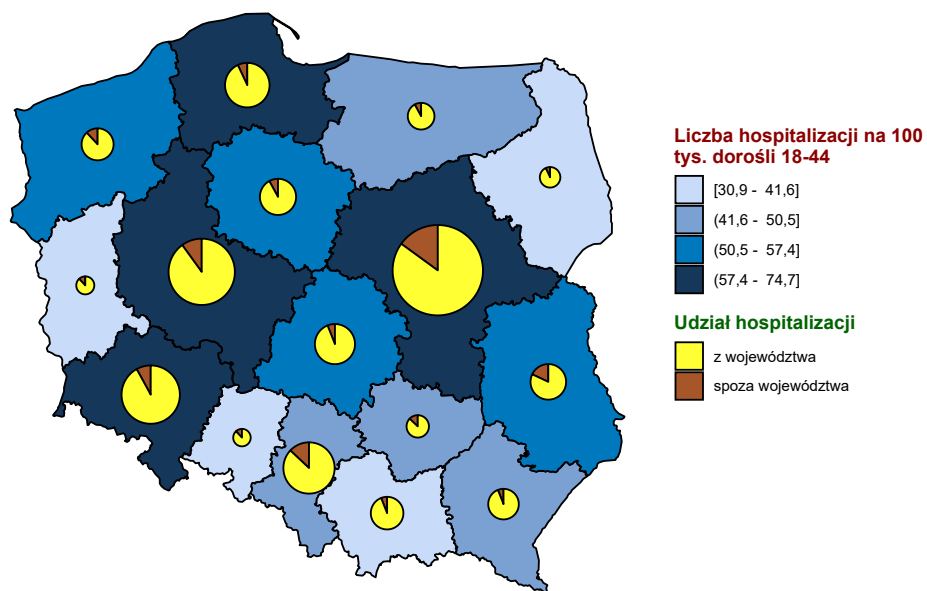 Liczba hospitalizacji na 100
tys. dorośli 18-44
[30,9 - 41,6]
(41,6 - 50,5]
(50,5 - 57,4]
(57,4 - 74,7]
Udział hospitalizacji
z województwa
spoza województwa